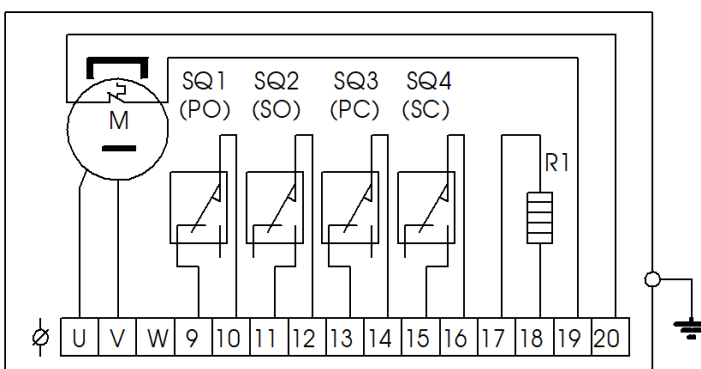 SQ1 SQ2 SQ3 SQ4
(PO) (SO) (PC) (SC)
M
R1
U V W 9 10 11 12 13 14 15 16 17 18 19 20